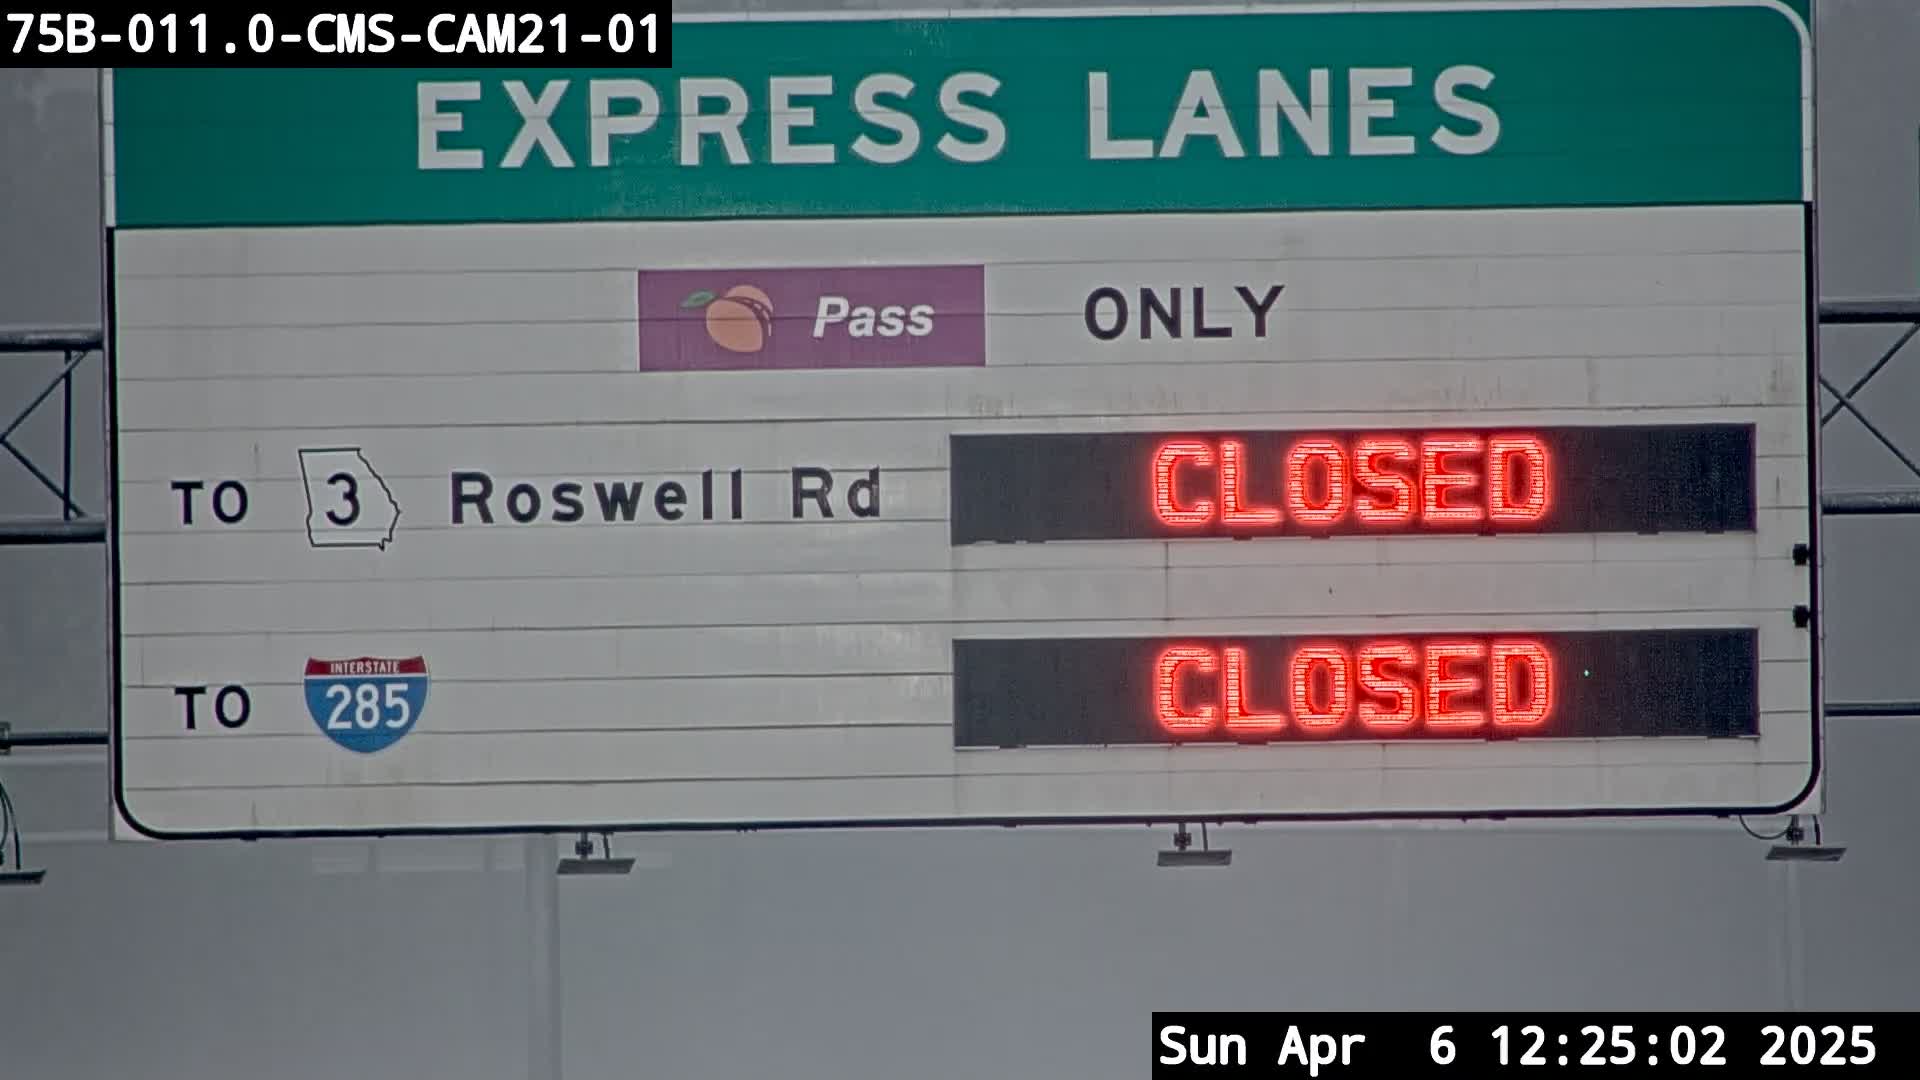 75B-011.0-CMS-CAM21-01
EXPRESS LANES
Pass ONLY
TO 3 Roswell Rd CLOSED
INTERSTATE
TO 285 CLOSED
Sun Apr 6 12:25:02 2025